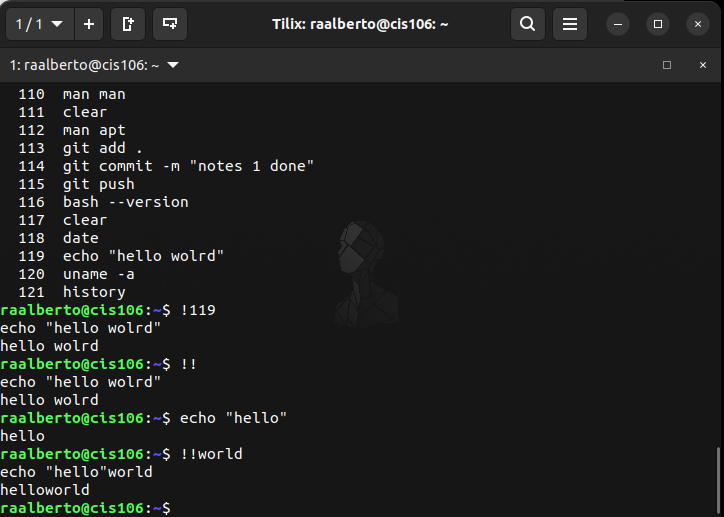 1 / 1
Tilix: raalberto@cis106: ~
1: raalberto@cis106: ~
110  man man
111  clear
112  man apt
113  git add .
114  git commit -m "notes 1 done"
115  git push
116  bash --version
117  clear
118  date
119  echo "hello wolrd"
120  uname -a
121  history
raalberto@cis106:~$ !119
echo "hello wolrd"
hello wolrd
raalberto@cis106:~$ !!
echo "hello wolrd"
hello wolrd
raalberto@cis106:~$ echo "hello"
hello
raalberto@cis106:~$ !!world
echo "hello"world
helloworld
raalberto@cis106:~$